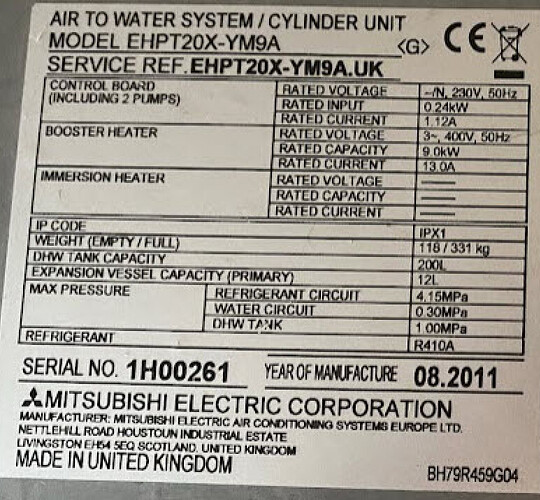 AIR TO WATER SYSTEM / CYLINDER UNIT
MODEL EHPT20X-YM9A <G> CE
SERVICE REF. EHPT20X-YM9A.UK
CONTROL BOARD RATED VOLTAGE ~/N, 230V, 50Hz
(INCLUDING 2 PUMPS) RATED INPUT 0.24kW
RATED CURRENT 1.12A
BOOSTER HEATER RATED VOLTAGE 3~, 400V, 50Hz
RATED CAPACITY 9.0kW
RATED CURRENT 13.0A
IMMERSION HEATER RATED VOLTAGE ——
RATED CAPACITY ——
RATED CURRENT ——
IP CODE IPX1
WEIGHT (EMPTY / FULL) 118 / 331 kg
DHW TANK CAPACITY 200L
EXPANSION VESSEL CAPACITY (PRIMARY) 12L
MAX PRESSURE REFRIGERANT CIRCUIT 4.15MPa
WATER CIRCUIT 0.30MPa
DHW TANK 1.00MPa
REFRIGERANT R410A
SERIAL NO. 1H00261 YEAR OF MANUFACTURE 08.2011
MITSUBISHI ELECTRIC CORPORATION
MANUFACTURER: MITSUBISHI ELECTRIC AIR CONDITIONING SYSTEMS EUROPE LTD.
NETTLEHILL ROAD HOUSTOUN INDUSTRIAL ESTATE
LIVINGSTON EH54 5EQ SCOTLAND, UNITED KINGDOM
MADE IN UNITED KINGDOM BH79R459G04